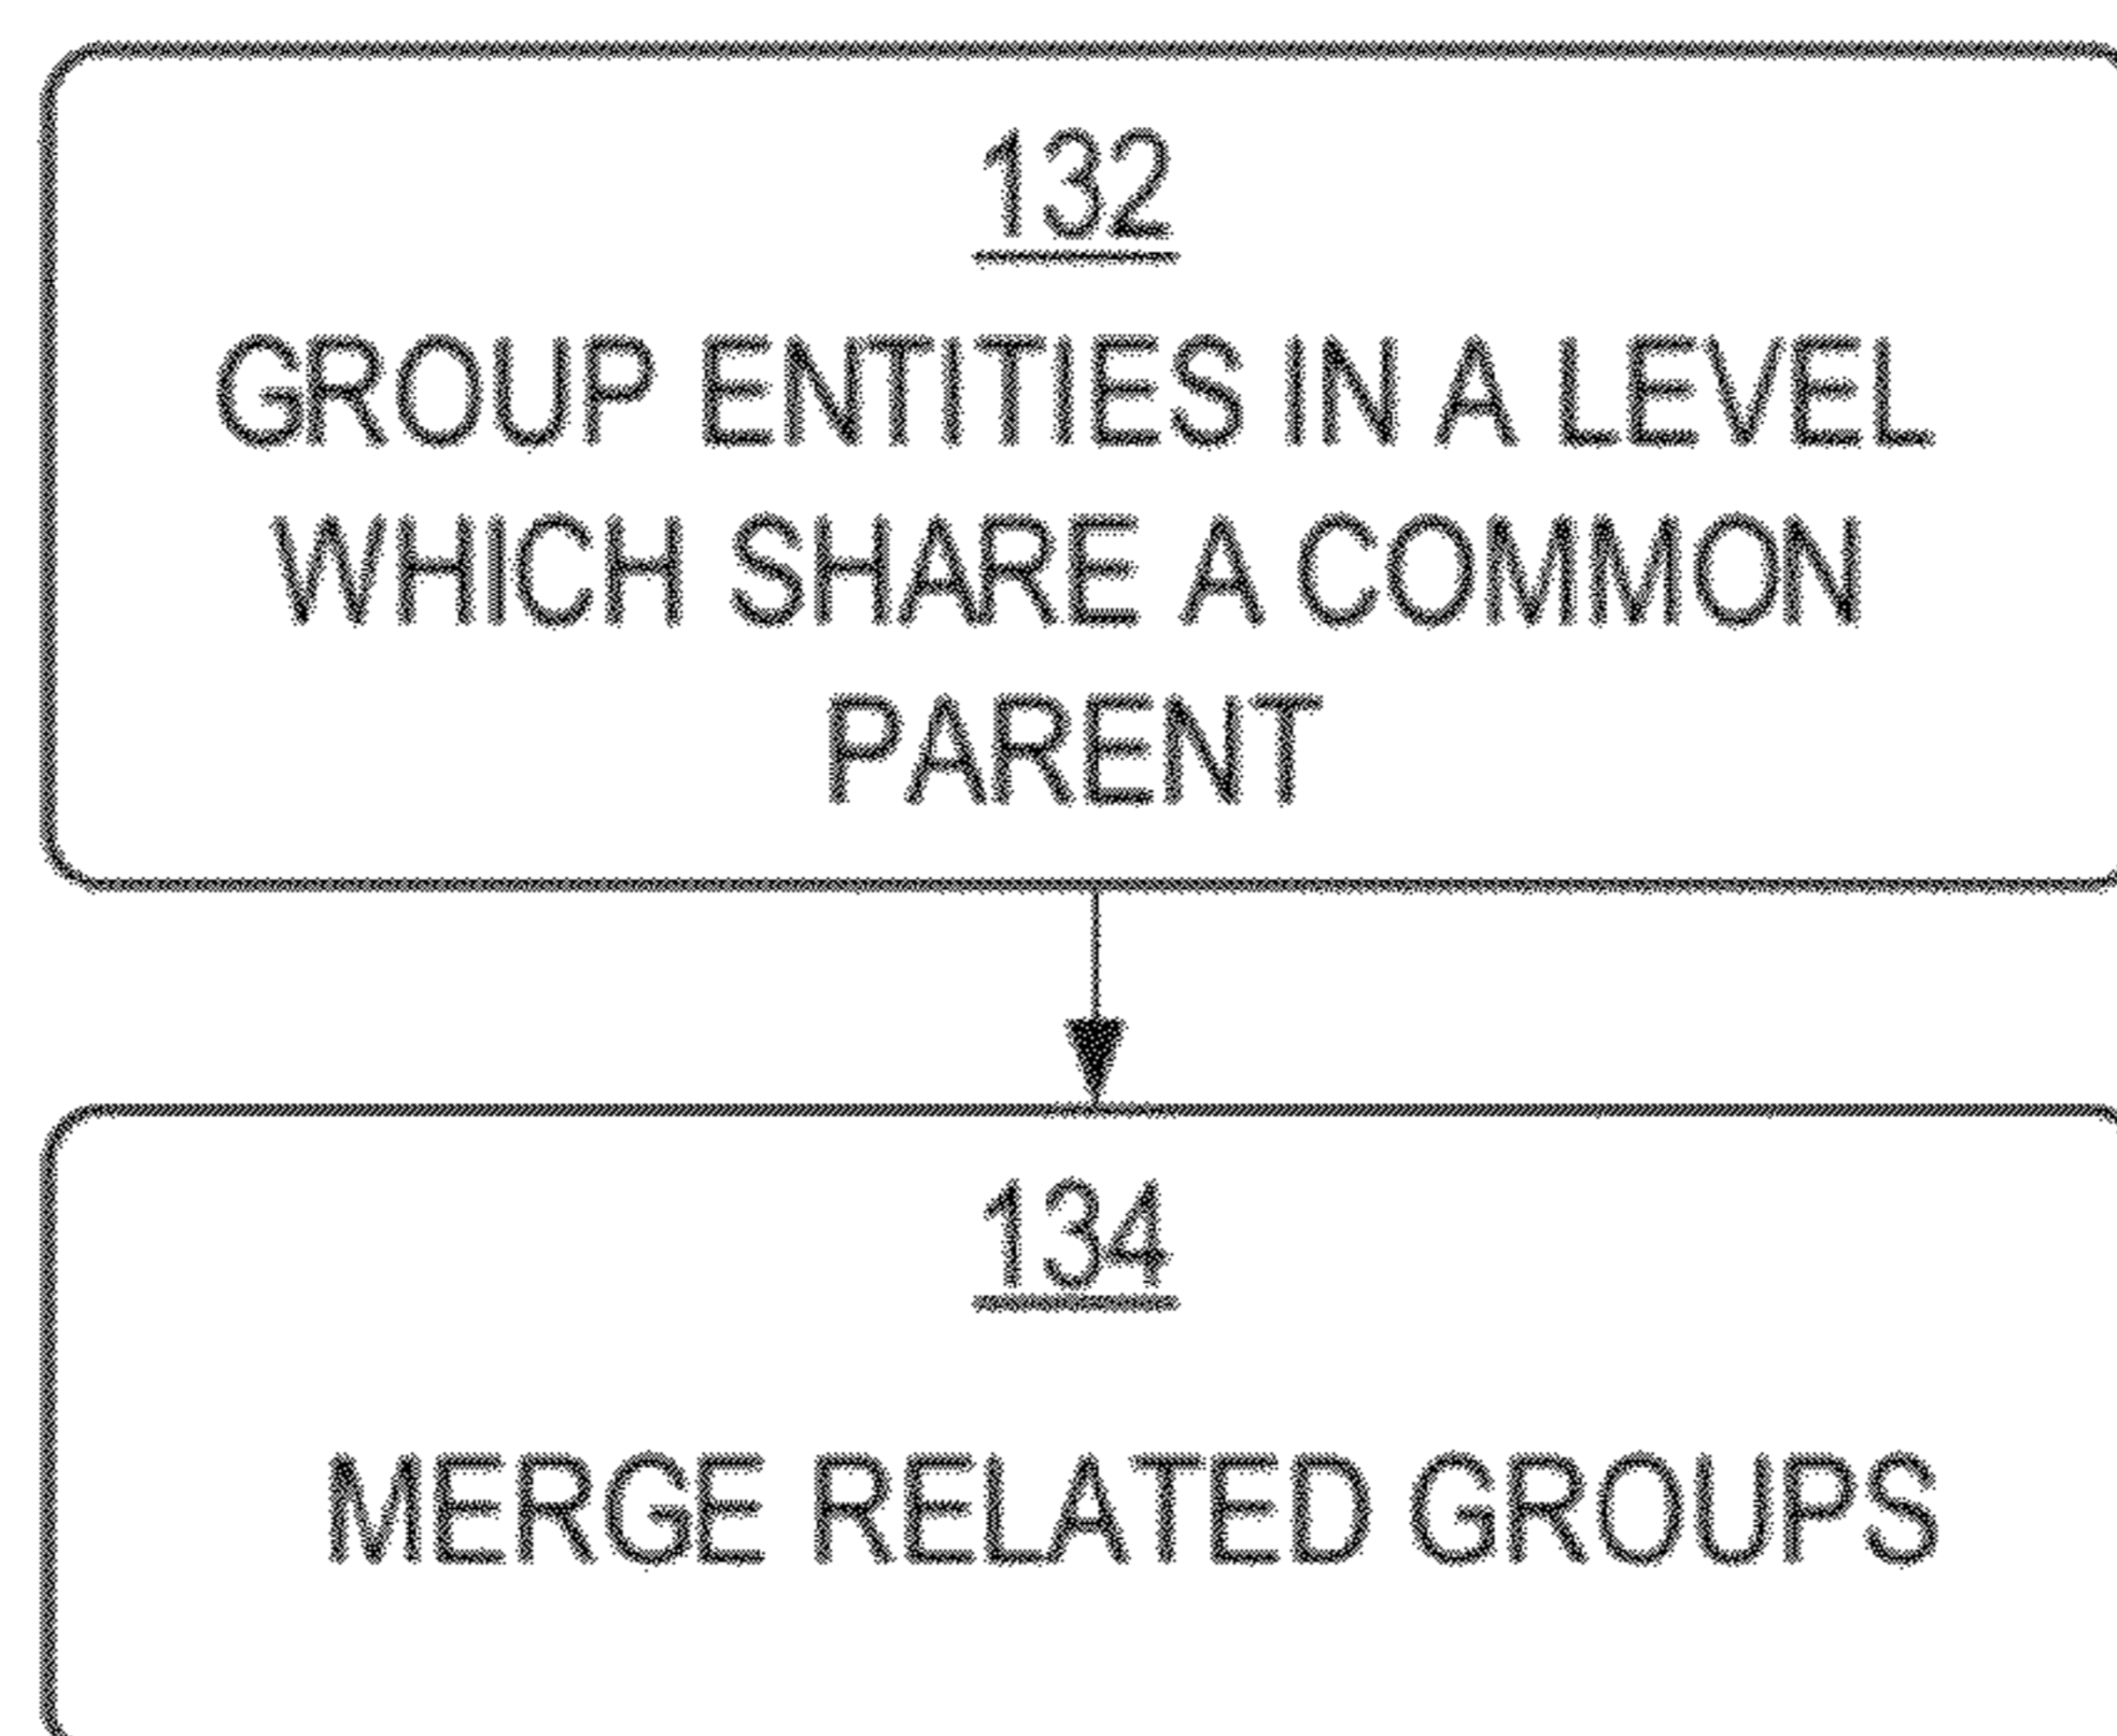 132
GROUP ENTITIES IN A LEVEL
WHICH SHARE A COMMON
PARENT
134
MERGE RELATED GROUPS